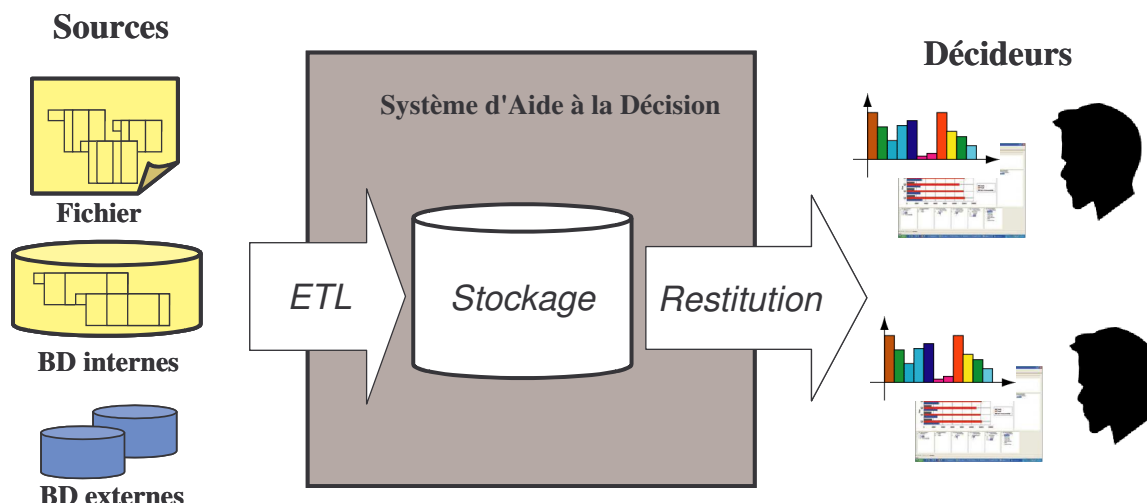 Sources
Fichier
BD internes
BD externes
Système d'Aide à la Décision
ETL
Stockage
Restitution
Décideurs